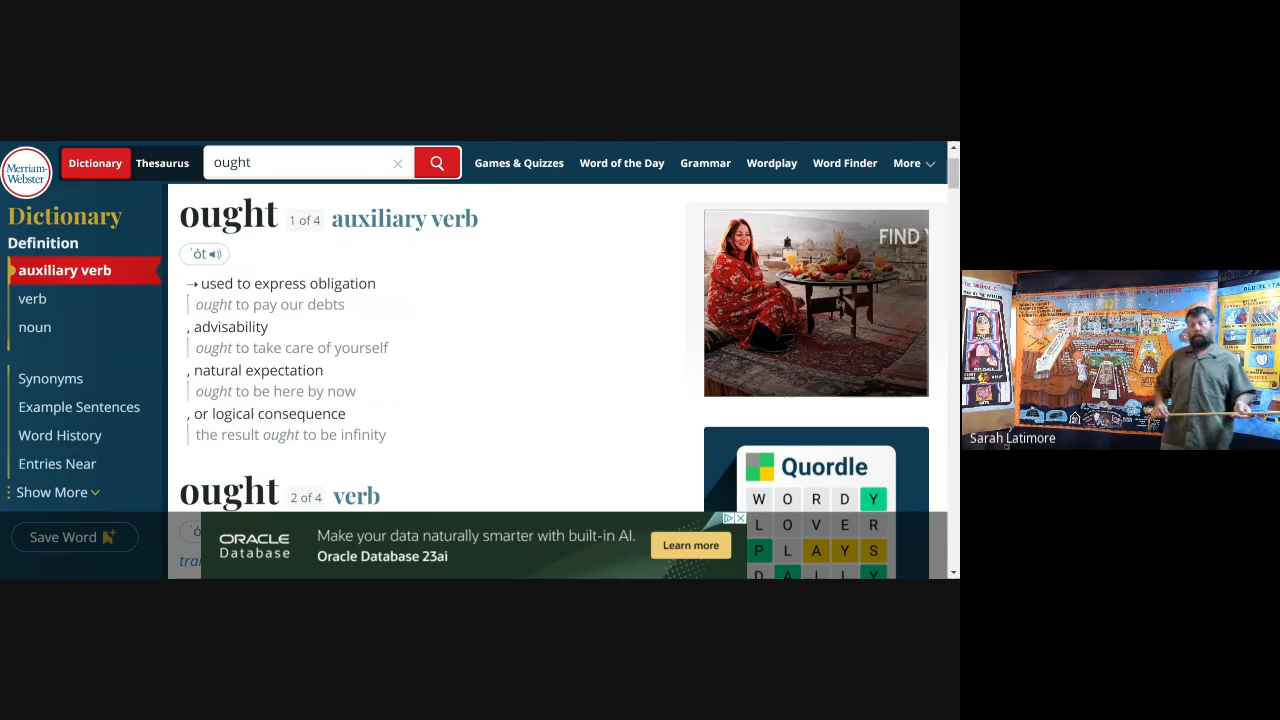 Merriam-
Webster
Dictionary
Thesaurus
ought
Games & Quizzes
Word of the Day
Grammar
Wordplay
Word Finder
More
Dictionary
Definition
auxiliary verb
verb
noun
Synonyms
Example Sentences
Word History
Entries Near
Show More
Save Word
ought 1 of 4 auxiliary verb
ˈȯt
→ used to express obligation
ought to pay our debts
, advisability
ought to take care of yourself
, natural expectation
ought to be here by now
, or logical consequence
the result ought to be infinity
ought 2 of 4 verb
FIND
Quordle
W O R D Y
L O V E R
P L A Y S
D A I L Y
ORACLE
Database
Make your data naturally smarter with built-in AI.
Oracle Database 23ai
Learn more
Sarah Latimore